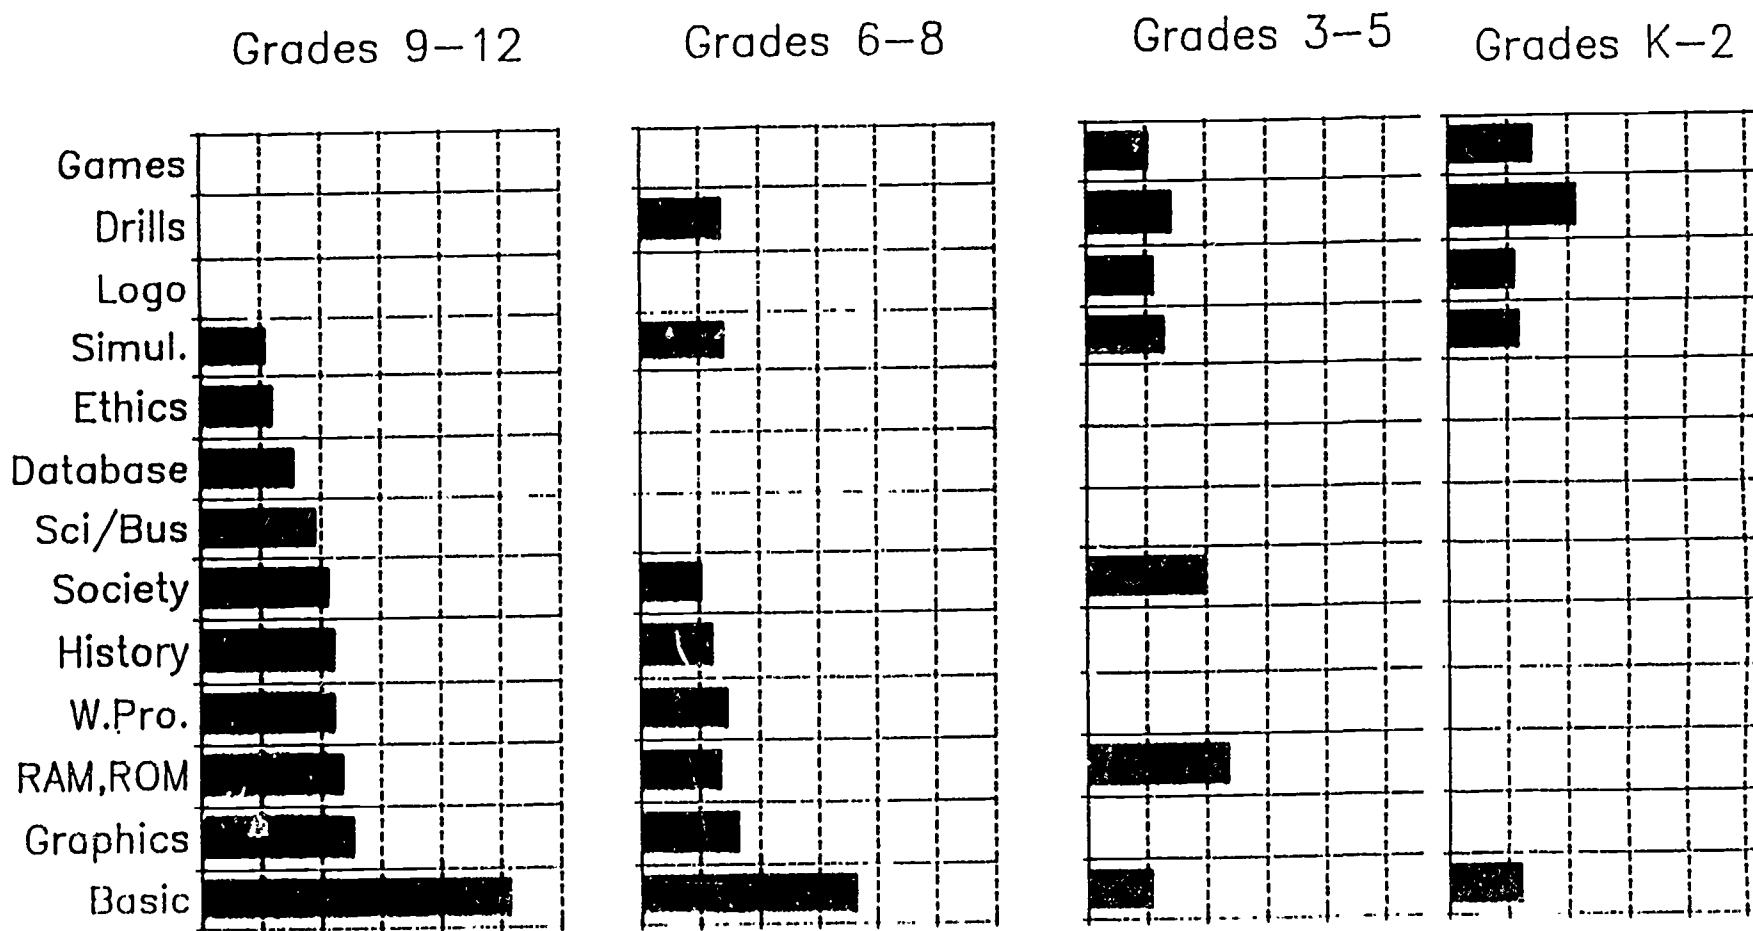 Grades 9-12
Grades 6-8
Grades 3-5
Grades K-2
Games
Drills
Logo
Simul.
Ethics
Database
Sci/Bus
Society
History
W.Pro.
RAM,ROM
Graphics
Basic